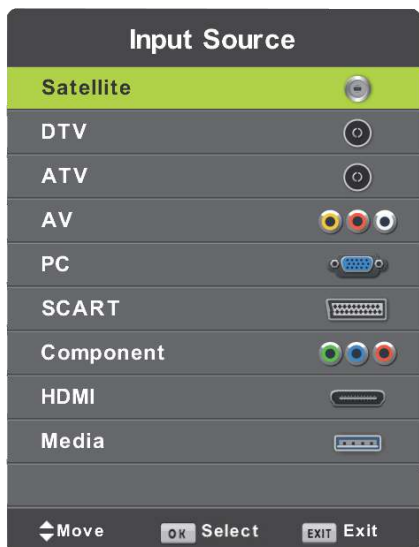 Input Source
Satellite
DTV
ATV
AV
PC
SCART
Component
HDMI
Media
Move OK Select EXIT Exit